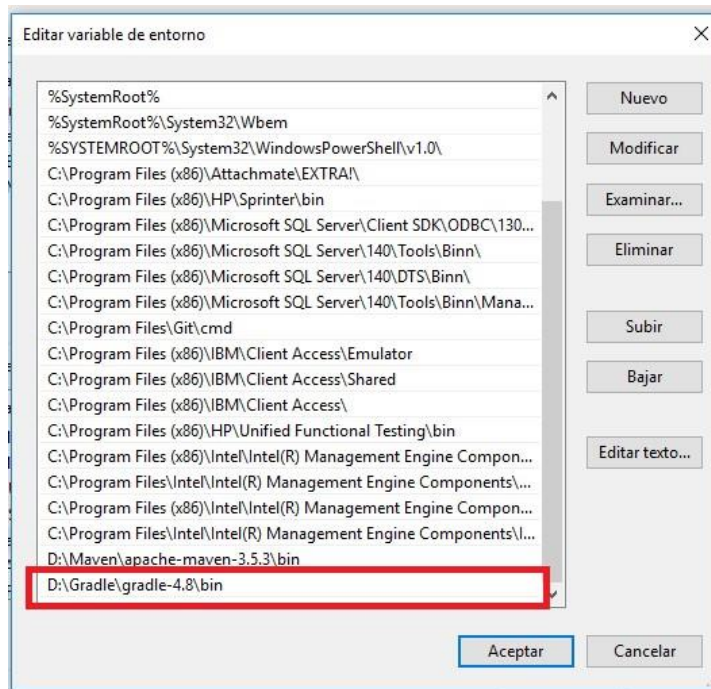 Editar variable de entorno
%SystemRoot%
%SystemRoot%\System32\Wbem
%SYSTEMROOT%\System32\WindowsPowerShell\v1.0\
C:\Program Files (x86)\Attachmate\EXTRA!\
C:\Program Files (x86)\HP\Sprinter\bin
C:\Program Files (x86)\Microsoft SQL Server\Client SDK\ODBC\130...
C:\Program Files (x86)\Microsoft SQL Server\140\Tools\Binn\
C:\Program Files (x86)\Microsoft SQL Server\140\DTS\Binn\
C:\Program Files (x86)\Microsoft SQL Server\140\Tools\Binn\Mana...
C:\Program Files\Git\cmd
C:\Program Files (x86)\IBM\Client Access\Emulator
C:\Program Files (x86)\IBM\Client Access\Shared
C:\Program Files (x86)\IBM\Client Access\
C:\Program Files (x86)\HP\Unified Functional Testing\bin
C:\Program Files (x86)\Intel\Intel(R) Management Engine Compon...
C:\Program Files\Intel\Intel(R) Management Engine Components\...
C:\Program Files (x86)\Intel\Intel(R) Management Engine Compon...
C:\Program Files\Intel\Intel(R) Management Engine Components\I...
D:\Maven\apache-maven-3.5.3\bin
D:\Gradle\gradle-4.8\bin
Nuevo
Modificar
Examinar...
Eliminar
Subir
Bajar
Editar texto...
Aceptar
Cancelar